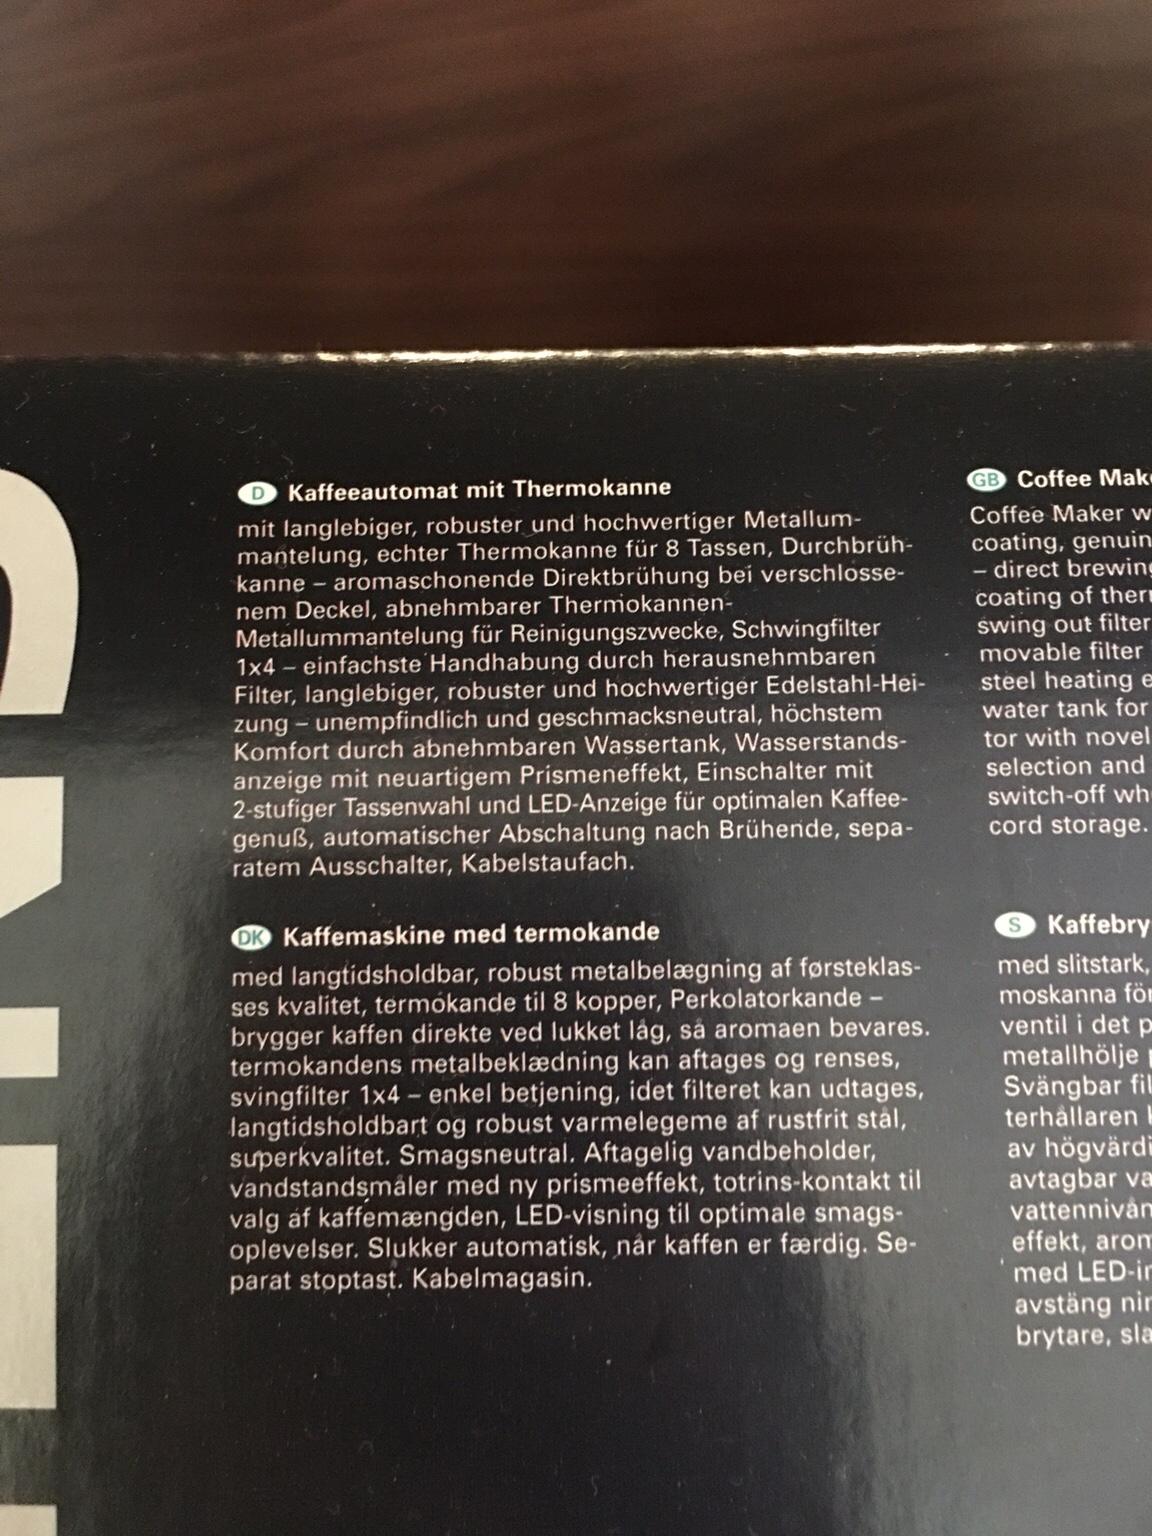 D Kaffeeautomat mit Thermokanne
mit langlebiger, robuster und hochwertiger Metallum-
mantelung, echter Thermokanne für 8 Tassen, Durchbrüh-
kanne – aromaschonende Direktbrühung bei verschlosse-
nem Deckel, abnehmbarer Thermokannen-
Metallummantelung für Reinigungszwecke, Schwingfilter
1x4 – einfachste Handhabung durch herausnehmbaren
Filter, langlebiger, robuster und hochwertiger Edelstahl-Hei-
zung – unempfindlich und geschmacksneutral, höchstem
Komfort durch abnehmbaren Wassertank, Wasserstands-
anzeige mit neuartigem Prismeneffekt, Einschalter mit
2-stufiger Tassenwahl und LED-Anzeige für optimalen Kaffee-
genuß, automatischer Abschaltung nach Brühende, sepa-
ratem Ausschalter, Kabelstaufach.
DK Kaffemaskine med termokande
med langtidsholdbar, robust metalbelægning af førsteklas-
ses kvalitet, termokande til 8 kopper, Perkolatorkande –
brygger kaffen direkte ved lukket låg, så aromaen bevares.
termokandens metalbeklædning kan aftages og renses,
svingfilter 1x4 – enkel betjening, idet filteret kan udtages,
langtidsholdbart og robust varmelegeme af rustfrit stål,
superkvalitet. Smagsneutral. Aftagelig vandbeholder,
vandstandsmåler med ny prismeeffekt, totrins-kontakt til
valg af kaffemængden, LED-visning til optimale smags-
oplevelser. Slukker automatisk, når kaffen er færdig. Se-
parat stoptast. Kabelmagasin.
GB Coffee Make
Coffee Maker w
coating, genuin
– direct brewing
coating of ther
swing out filter
movable filter
steel heating e
water tank for
tor with novel
selection and
switch-off wh
cord storage.
S Kaffebry
med slitstark,
moskanna för
ventil i det p
metallhölje
Svängbar fil
terhållaren
av högvärdi
avtagbar va
vattennivån
effekt, arom
med LED-in
avstäng nin
brytare, sla